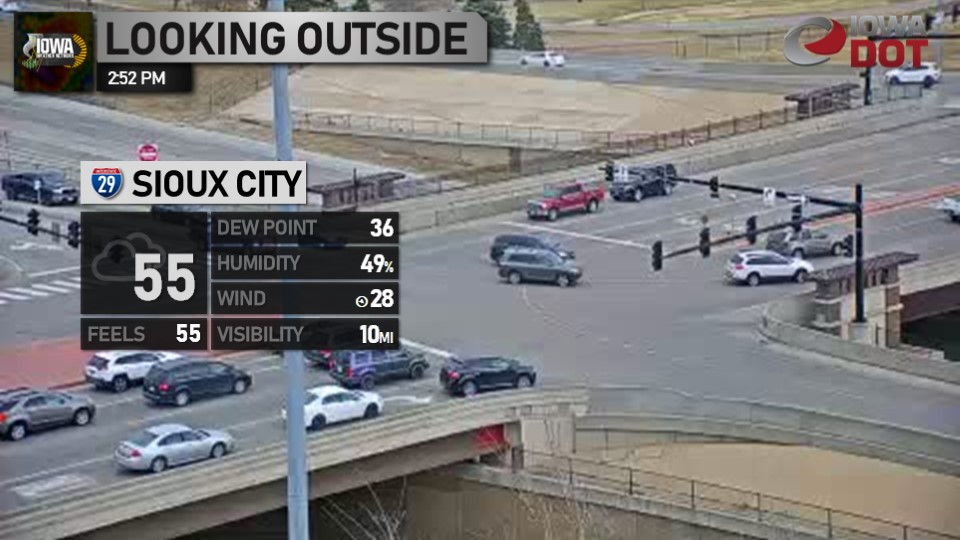 IOWA
LOOKING OUTSIDE
2:52 PM
IOWA
DOT
29
SIOUX CITY
55
DEW POINT 36
HUMIDITY 49%
WIND 28
FEELS 55
VISIBILITY 10MI